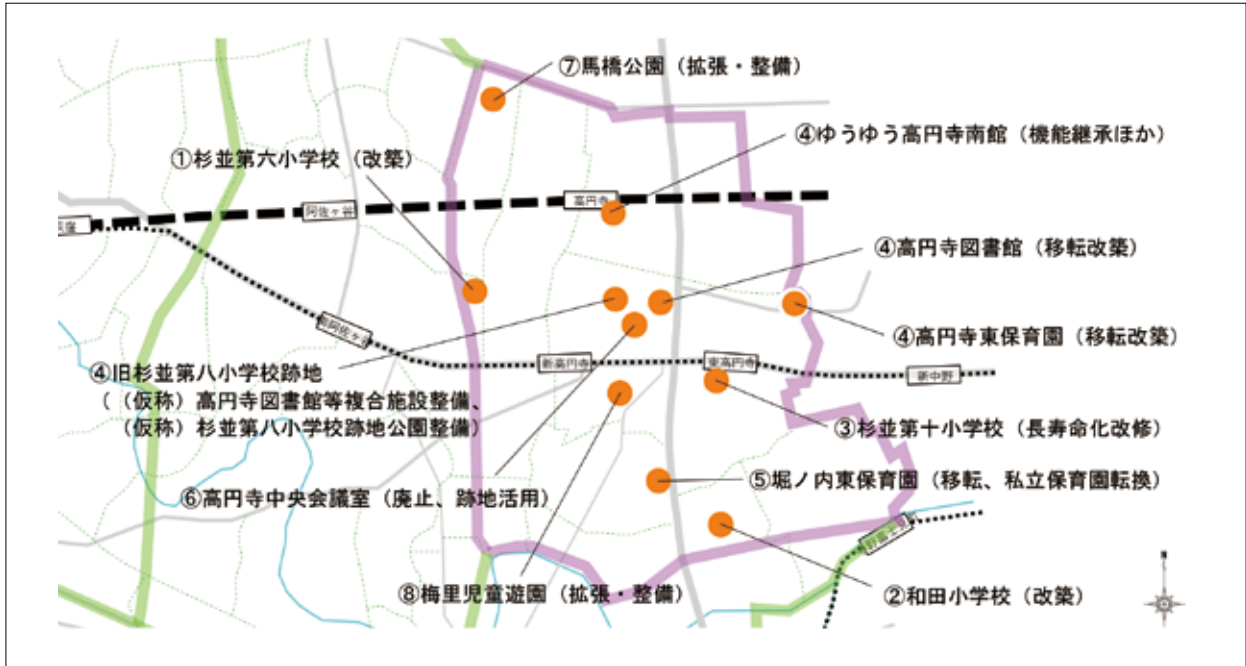 ⑦馬橋公園（拡張・整備）
④ゆうゆう高円寺南館（機能継承ほか）
①杉並第六小学校（改築）
高円寺
阿佐ヶ谷
④高円寺図書館（移転改築）
南阿佐ヶ谷
④高円寺東保育園（移転改築）
新高円寺
東高円寺
新中野
④旧杉並第八小学校跡地
（（仮称）高円寺図書館等複合施設整備、
（仮称）杉並第八小学校跡地公園整備）
③杉並第十小学校（長寿命化改修）
⑤堀ノ内東保育園（移転、私立保育園転換）
⑥高円寺中央会議室（廃止、跡地活用）
⑧梅里児童遊園（拡張・整備）
②和田小学校（改築）